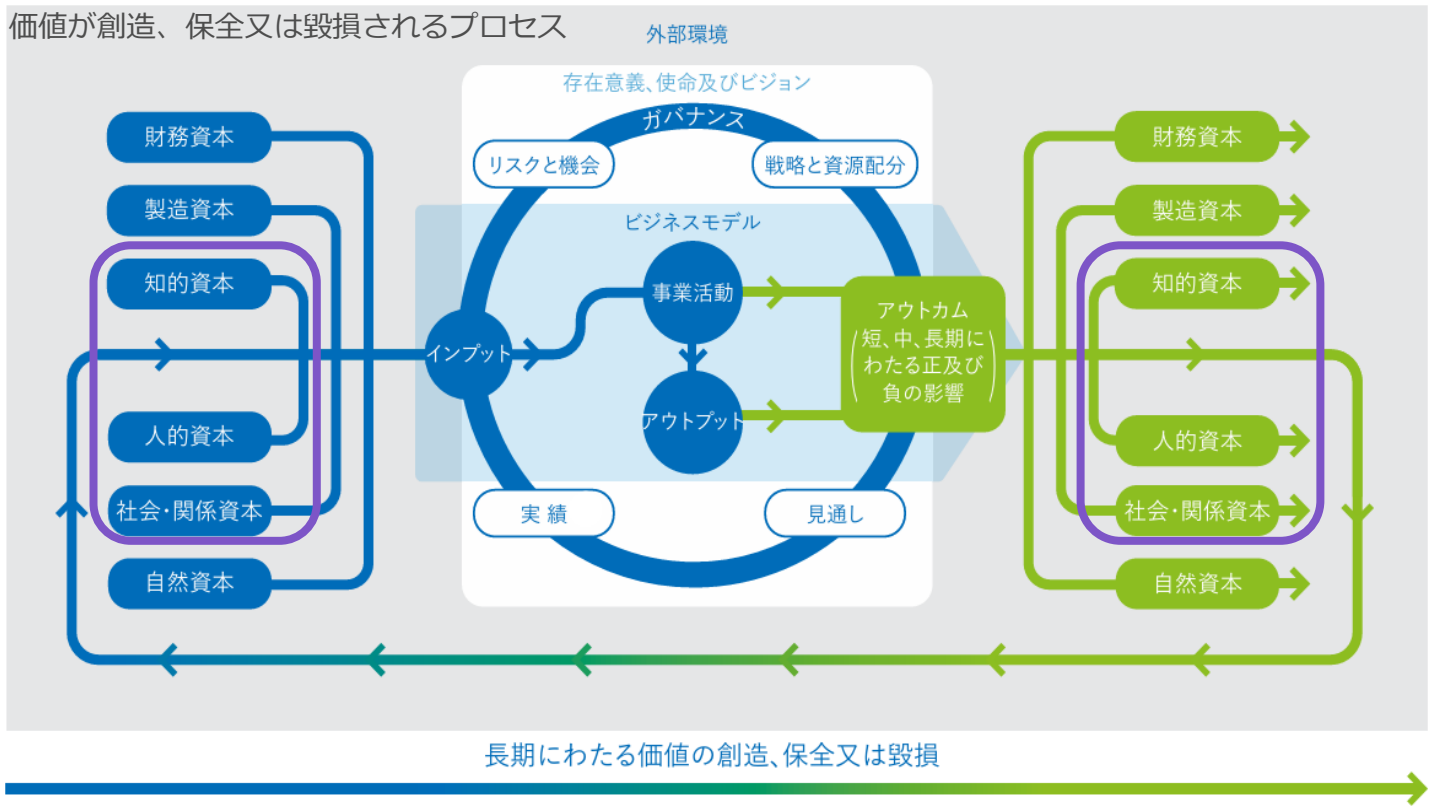 価値が創造、保全又は毀損されるプロセス
外部環境
存在意義、使命及びビジョン
ガバナンス
リスクと機会
戦略と資源配分
ビジネスモデル
財務資本
製造資本
知的資本
人的資本
社会・関係資本
自然資本
インプット
事業活動
アウトプット
アウトカム
(短、中、長期に
わたる正及び
負の影響)
実績
見通し
財務資本
製造資本
知的資本
人的資本
社会・関係資本
自然資本
長期にわたる価値の創造、保全又は毀損